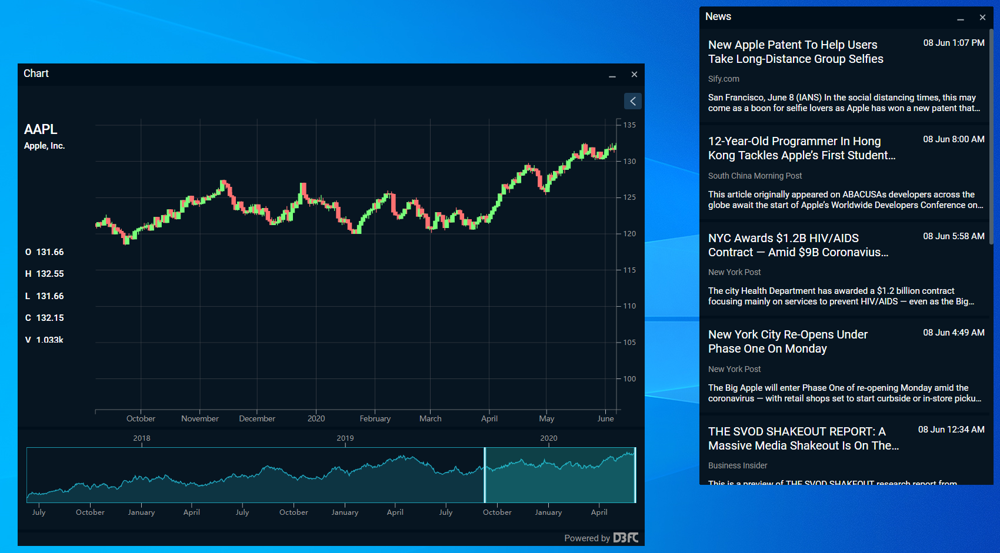 Chart
AAPL
Apple, Inc.
O 131.66
H 132.55
L 131.66
C 132.15
V 1.033k
135
130
125
120
115
110
105
100
October November December 2020 February March April May June
2018 2019 2020
July October January April July October January April July October January April
Powered by D3FC
News
New Apple Patent To Help Users
Take Long-Distance Group Selfies
08 Jun 1:07 PM
Sify.com
San Francisco, June 8 (IANS) In the social distancing times, this may
come as a boon for selfie lovers as Apple has won a new patent that...
12-Year-Old Programmer In Hong
Kong Tackles Apple’s First Student...
08 Jun 8:00 AM
South China Morning Post
This article originally appeared on ABACUSAs developers across the
globe await the start of Apple’s Worldwide Developers Conference on...
NYC Awards $1.2B HIV/AIDS
Contract — Amid $9B Coronavius...
08 Jun 5:58 AM
New York Post
The city Health Department has awarded a $1.2 billion contract
focusing mainly on services to prevent HIV/AIDS — even as the Big...
New York City Re-Opens Under
Phase One On Monday
08 Jun 4:49 AM
New York Post
The Big Apple will enter Phase One of re-opening Monday amid the
coronavirus — with retail shops set to start curbside or in-store picku...
THE SVOD SHAKEOUT REPORT: A
Massive Media Shakeout Is On The...
08 Jun 12:34 AM
Business Insider
This is a preview of THE SVOD SHAKEOUT research report from